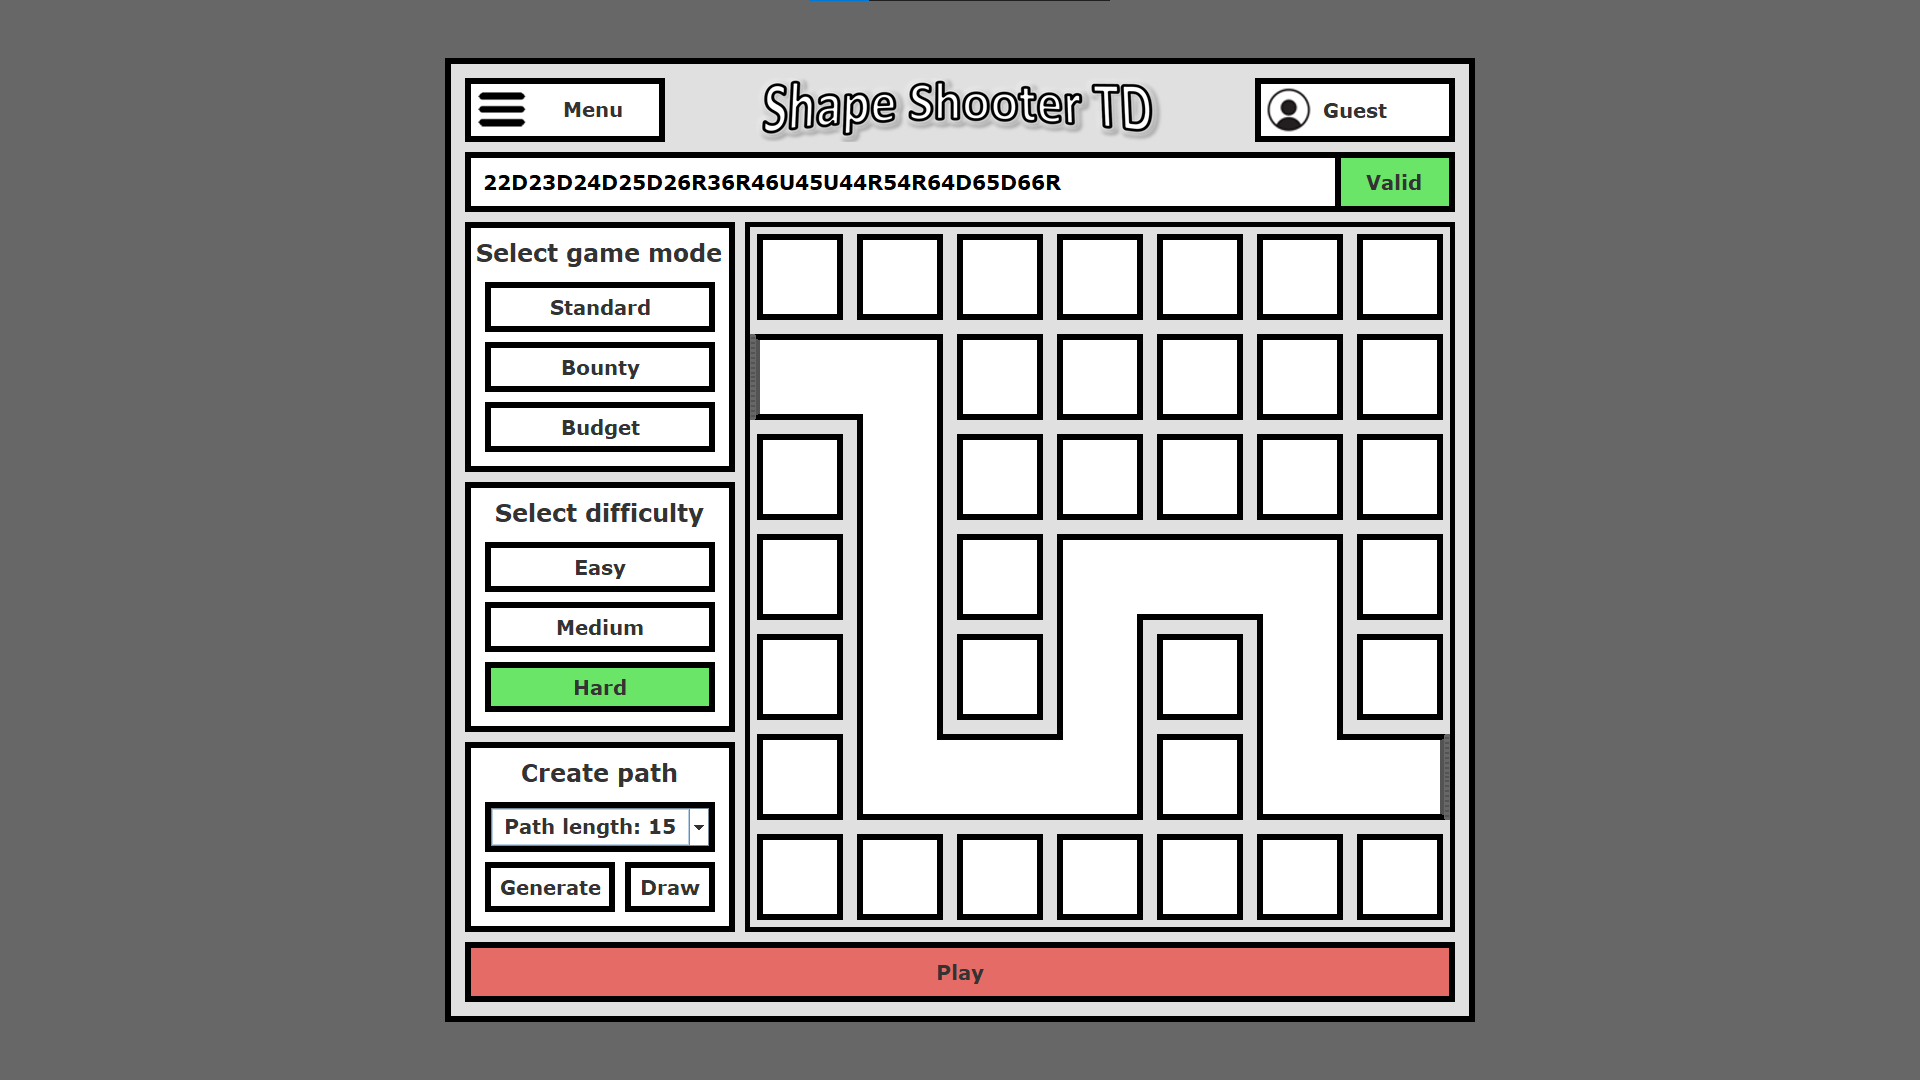 Menu
Shape Shooter TD
Guest
22D23D24D25D26R36R46U45U44R54R64D65D66R
Valid
Select game mode
Standard
Bounty
Budget
Select difficulty
Easy
Medium
Hard
Create path
Path length: 15
Generate
Draw
Play